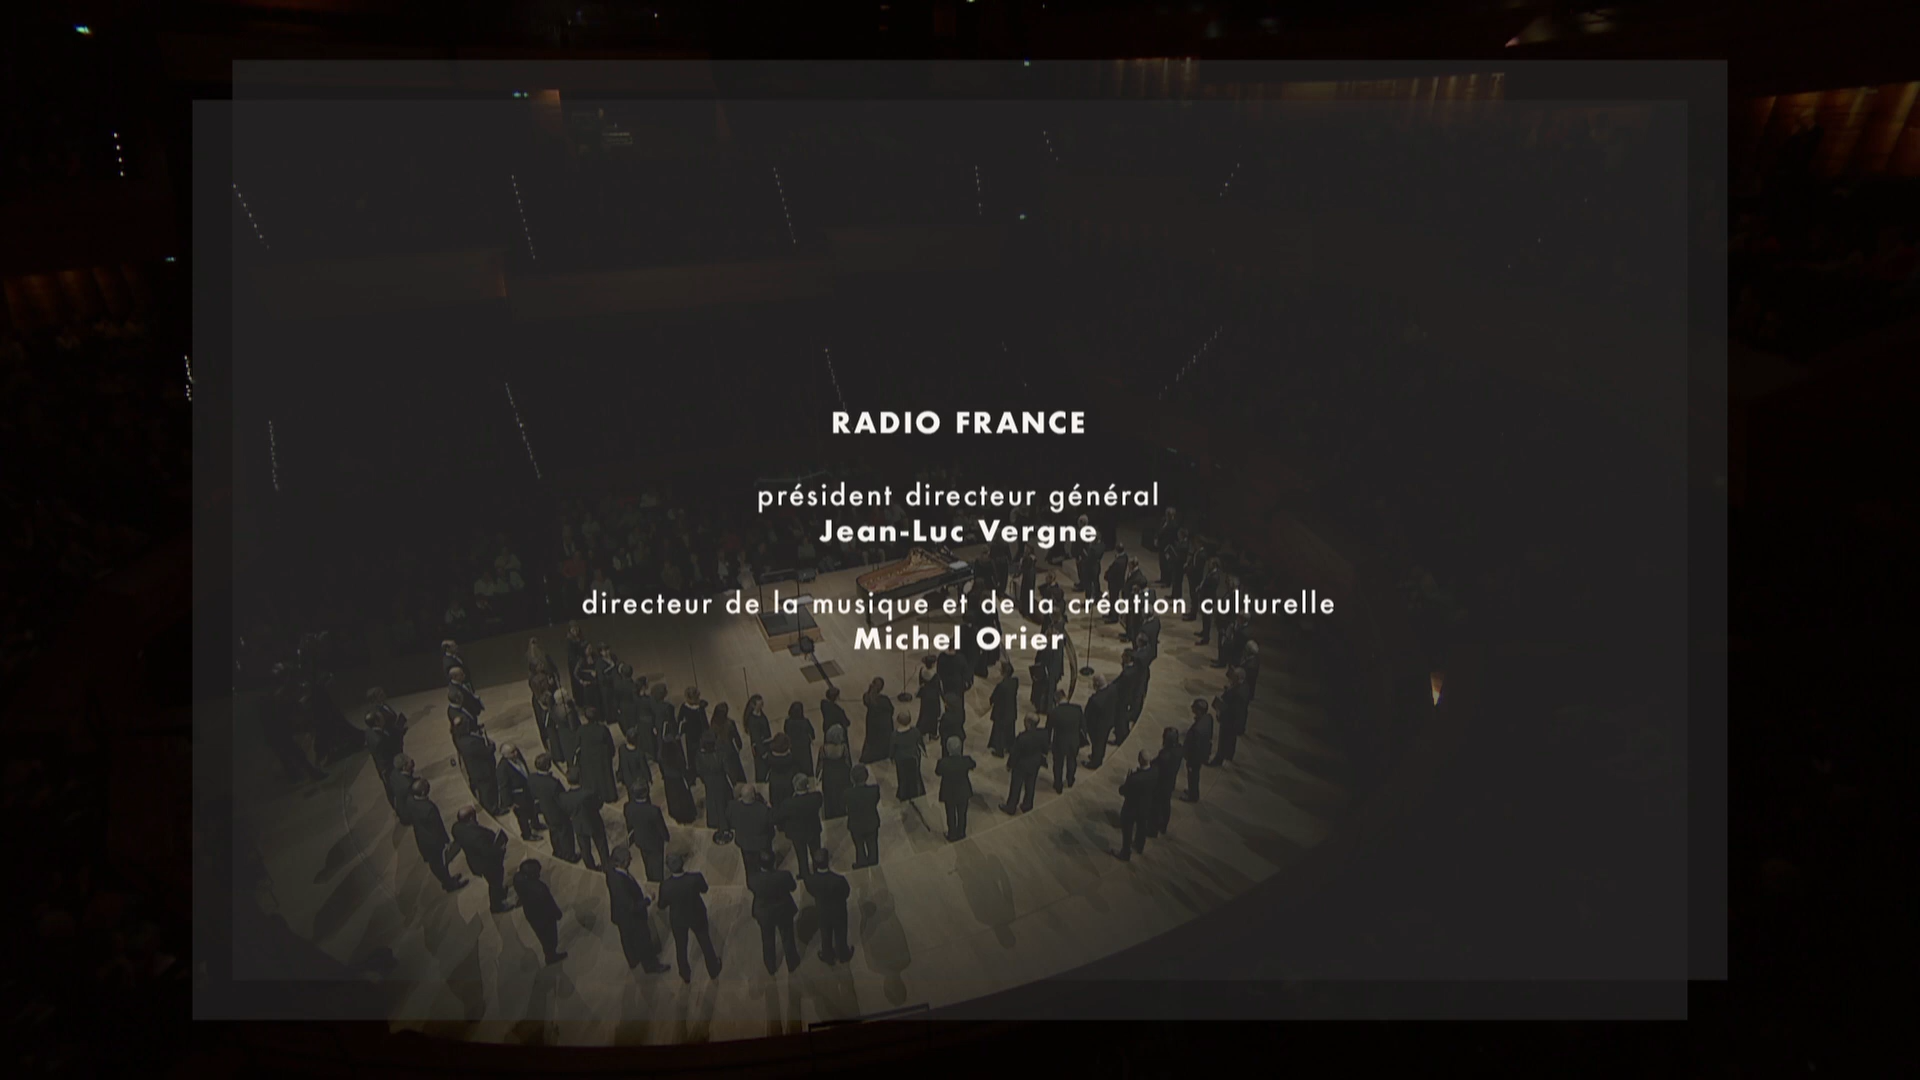 RADIO FRANCE
président directeur général
Jean-Luc Vergne
directeur de la musique et de la création culturelle
Michel Orier